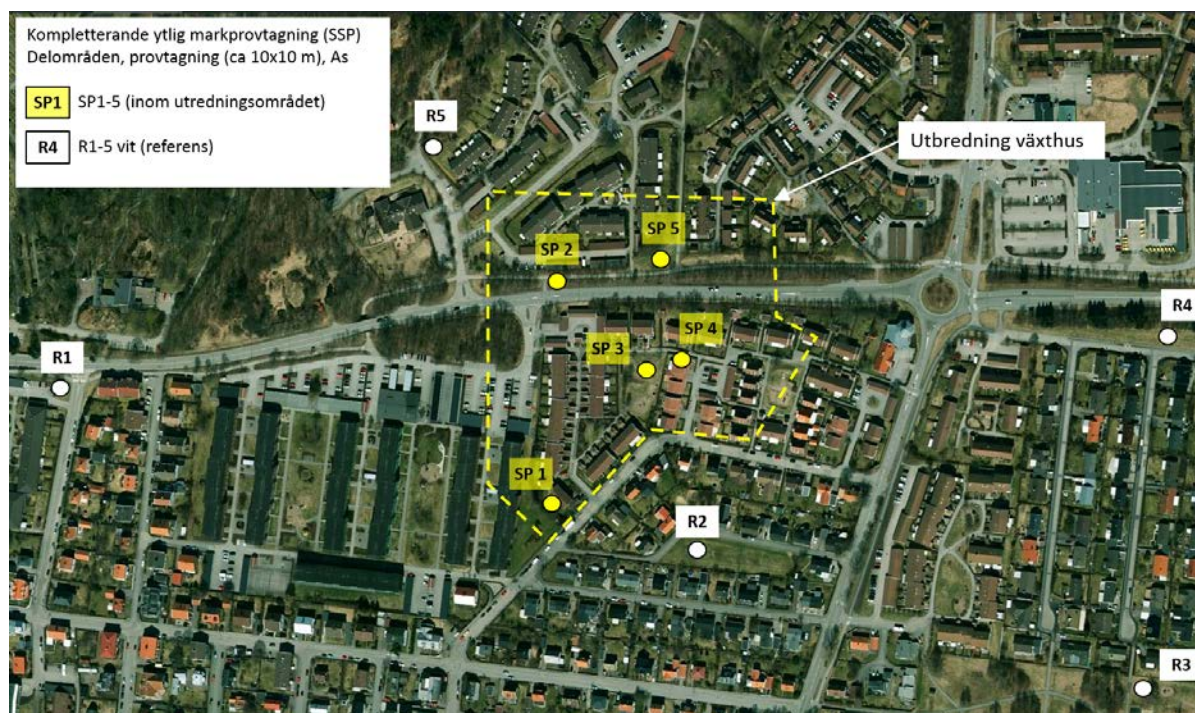 Kompletterande ytlig markprovtagning (SSP)
Delområden, provtagning (ca 10x10 m), As
SP1 SP1-5 (inom utredningsområdet)
R4 R1-5 vit (referens)
R5
Utbredning växthus
SP 2
SP 5
R4
R1
SP 3
SP 4
SP 1
R2
R3